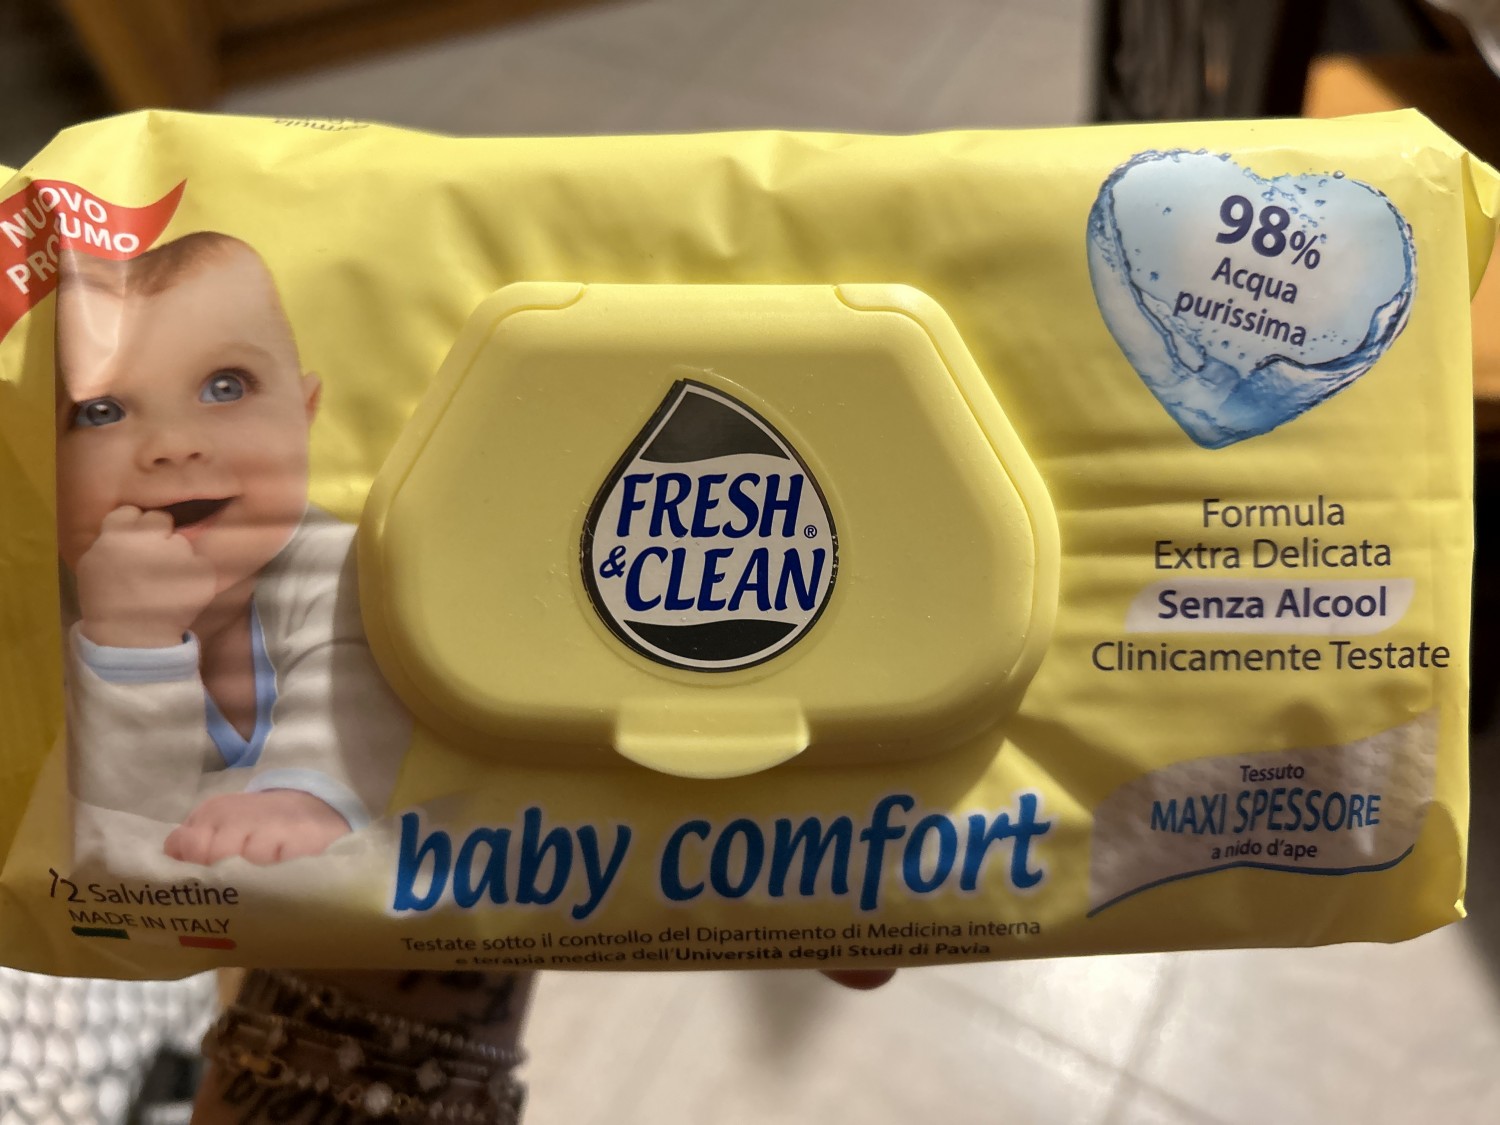 NUOVO
PROFUMO
98%
Acqua
purissima
FRESH
& CLEAN®
Formula
Extra Delicata
Senza Alcool
Clinicamente Testate
Tessuto
MAXI SPESSORE
a nido d'ape
baby comfort
72 Salviettine
MADE IN ITALY
Testate sotto il controllo del Dipartimento di Medicina interna
e terapia medica dell'Università degli Studi di Pavia